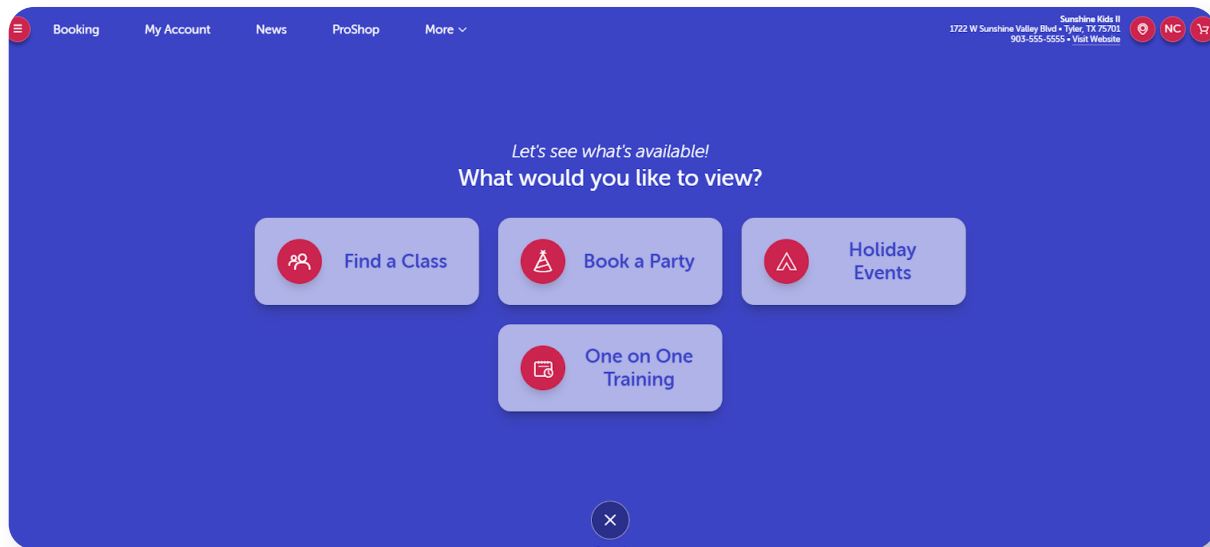 Booking My Account News ProShop More
Sunshine Kids II
1722 W Sunshine Valley Blvd • Tyler, TX 75701
903-555-5555 • Visit Website
NC
Let's see what's available!
What would you like to view?
Find a Class
Book a Party
Holiday
Events
One on One
Training